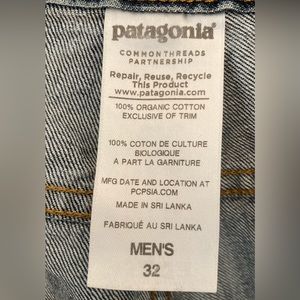 patagonia®
COMMON THREADS
PARTNERSHIP
Repair, Reuse, Recycle
This Product
www.patagonia.com
100% ORGANIC COTTON
EXCLUSIVE OF TRIM
100% COTON DE CULTURE
BIOLOGIQUE
A PART LA GARNITURE
MFG DATE AND LOCATION AT
PCPSIA.COM
MADE IN SRI LANKA
FABRIQUÉ AU SRI LANKA
MEN'S
32